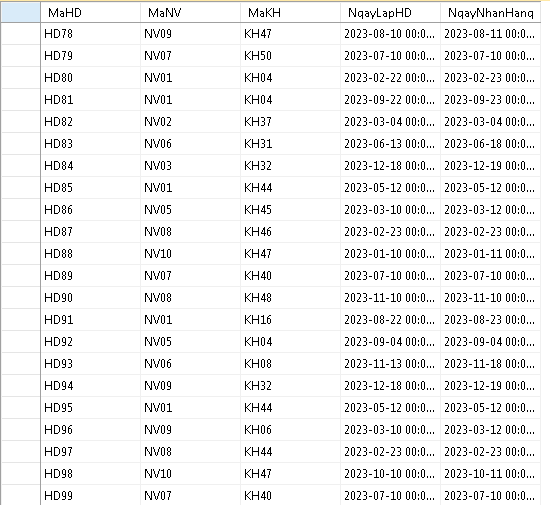 MaHD MaNV MaKH NgayLapHD NgayNhanHang
HD78 NV09 KH47 2023-08-10 00:0... 2023-08-11 00:0...
HD79 NV07 KH50 2023-07-10 00:0... 2023-07-10 00:0...
HD80 NV01 KH04 2023-02-22 00:0... 2023-02-23 00:0...
HD81 NV01 KH04 2023-09-22 00:0... 2023-09-23 00:0...
HD82 NV02 KH37 2023-03-04 00:0... 2023-03-04 00:0...
HD83 NV06 KH31 2023-06-13 00:0... 2023-06-18 00:0...
HD84 NV03 KH32 2023-12-18 00:0... 2023-12-19 00:0...
HD85 NV01 KH44 2023-05-12 00:0... 2023-05-12 00:0...
HD86 NV05 KH45 2023-03-10 00:0... 2023-03-12 00:0...
HD87 NV08 KH46 2023-02-23 00:0... 2023-02-23 00:0...
HD88 NV10 KH47 2023-01-10 00:0... 2023-01-11 00:0...
HD89 NV07 KH40 2023-07-10 00:0... 2023-07-10 00:0...
HD90 NV08 KH48 2023-11-10 00:0... 2023-11-10 00:0...
HD91 NV01 KH16 2023-08-22 00:0... 2023-08-23 00:0...
HD92 NV05 KH04 2023-09-04 00:0... 2023-09-04 00:0...
HD93 NV06 KH08 2023-11-13 00:0... 2023-11-18 00:0...
HD94 NV09 KH32 2023-12-18 00:0... 2023-12-19 00:0...
HD95 NV01 KH44 2023-05-12 00:0... 2023-05-12 00:0...
HD96 NV09 KH06 2023-03-10 00:0... 2023-03-12 00:0...
HD97 NV08 KH44 2023-02-23 00:0... 2023-02-23 00:0...
HD98 NV10 KH47 2023-10-10 00:0... 2023-10-11 00:0...
HD99 NV07 KH40 2023-07-10 00:0... 2023-07-10 00:0...